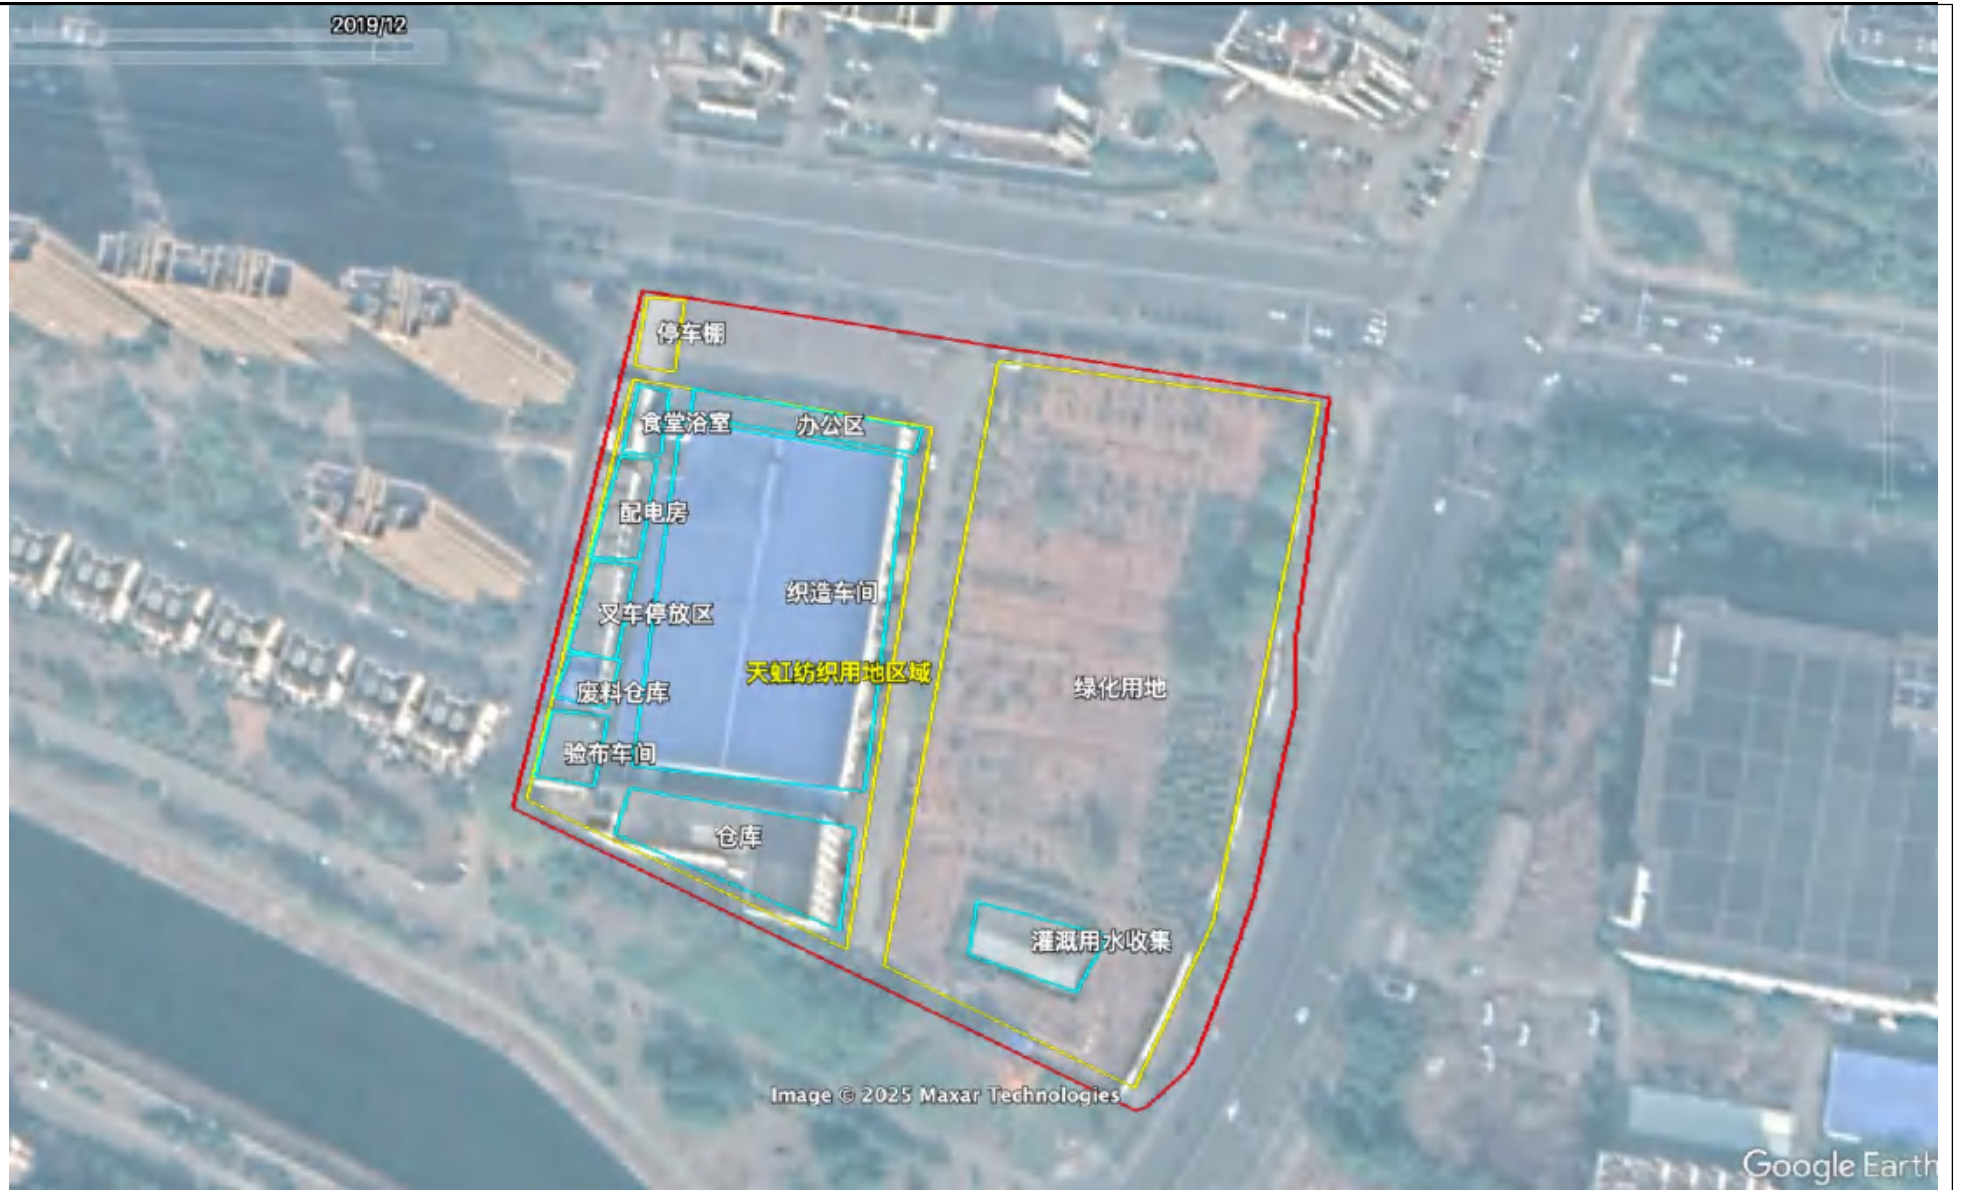 2019/12
停车棚
食堂浴室
办公区
配电房
织造车间
叉车停放区
天虹纺织用地区域
废料仓库
绿化用地
验布车间
仓库
灌溉用水收集
Image © 2025 Maxar Technologies
Google Earth